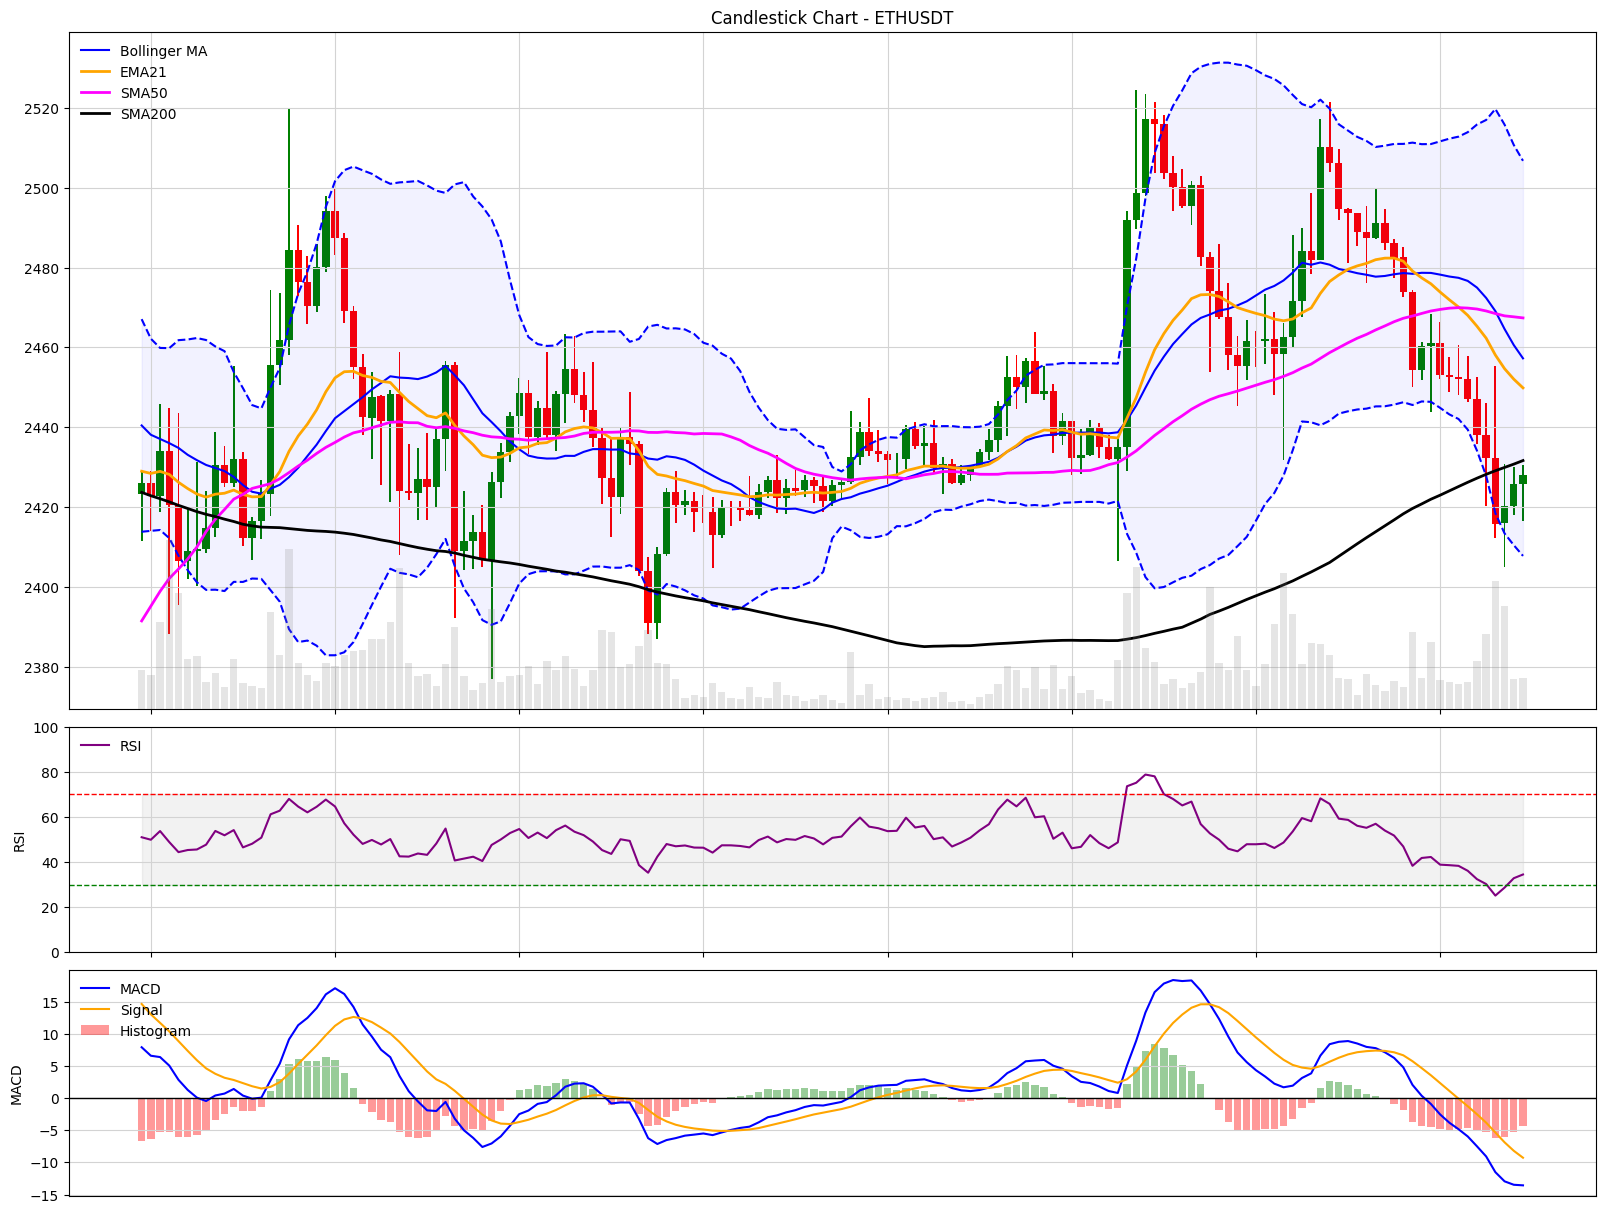 Candlestick Chart - ETHUSDT
Bollinger MA
EMA21
SMA50
SMA200
2520
2500
2480
2460
2440
2420
2400
2380
RSI
100
80
60
40
20
0
RSI
MACD
Signal
Histogram
15
10
5
0
−5
−10
−15
MACD